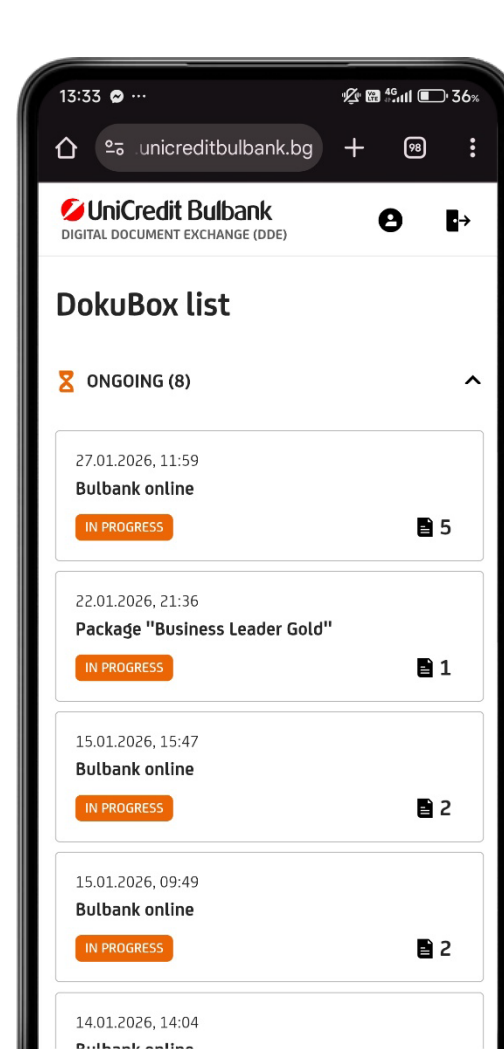 13:33
4G
36%
.unicreditbulbank.bg
98
UniCredit Bulbank
DIGITAL DOCUMENT EXCHANGE (DDE)
DokuBox list
ONGOING (8)
27.01.2026, 11:59
Bulbank online
IN PROGRESS
5
22.01.2026, 21:36
Package "Business Leader Gold"
IN PROGRESS
1
15.01.2026, 15:47
Bulbank online
IN PROGRESS
2
15.01.2026, 09:49
Bulbank online
IN PROGRESS
2
14.01.2026, 14:04
Bulbank online